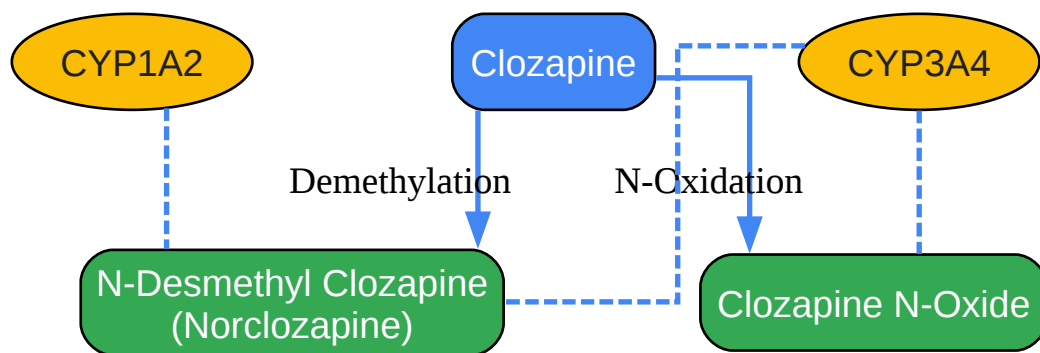 CYP1A2
Clozapine
CYP3A4
Demethylation
N-Oxidation
N-Desmethyl Clozapine
(Norclozapine)
Clozapine N-Oxide